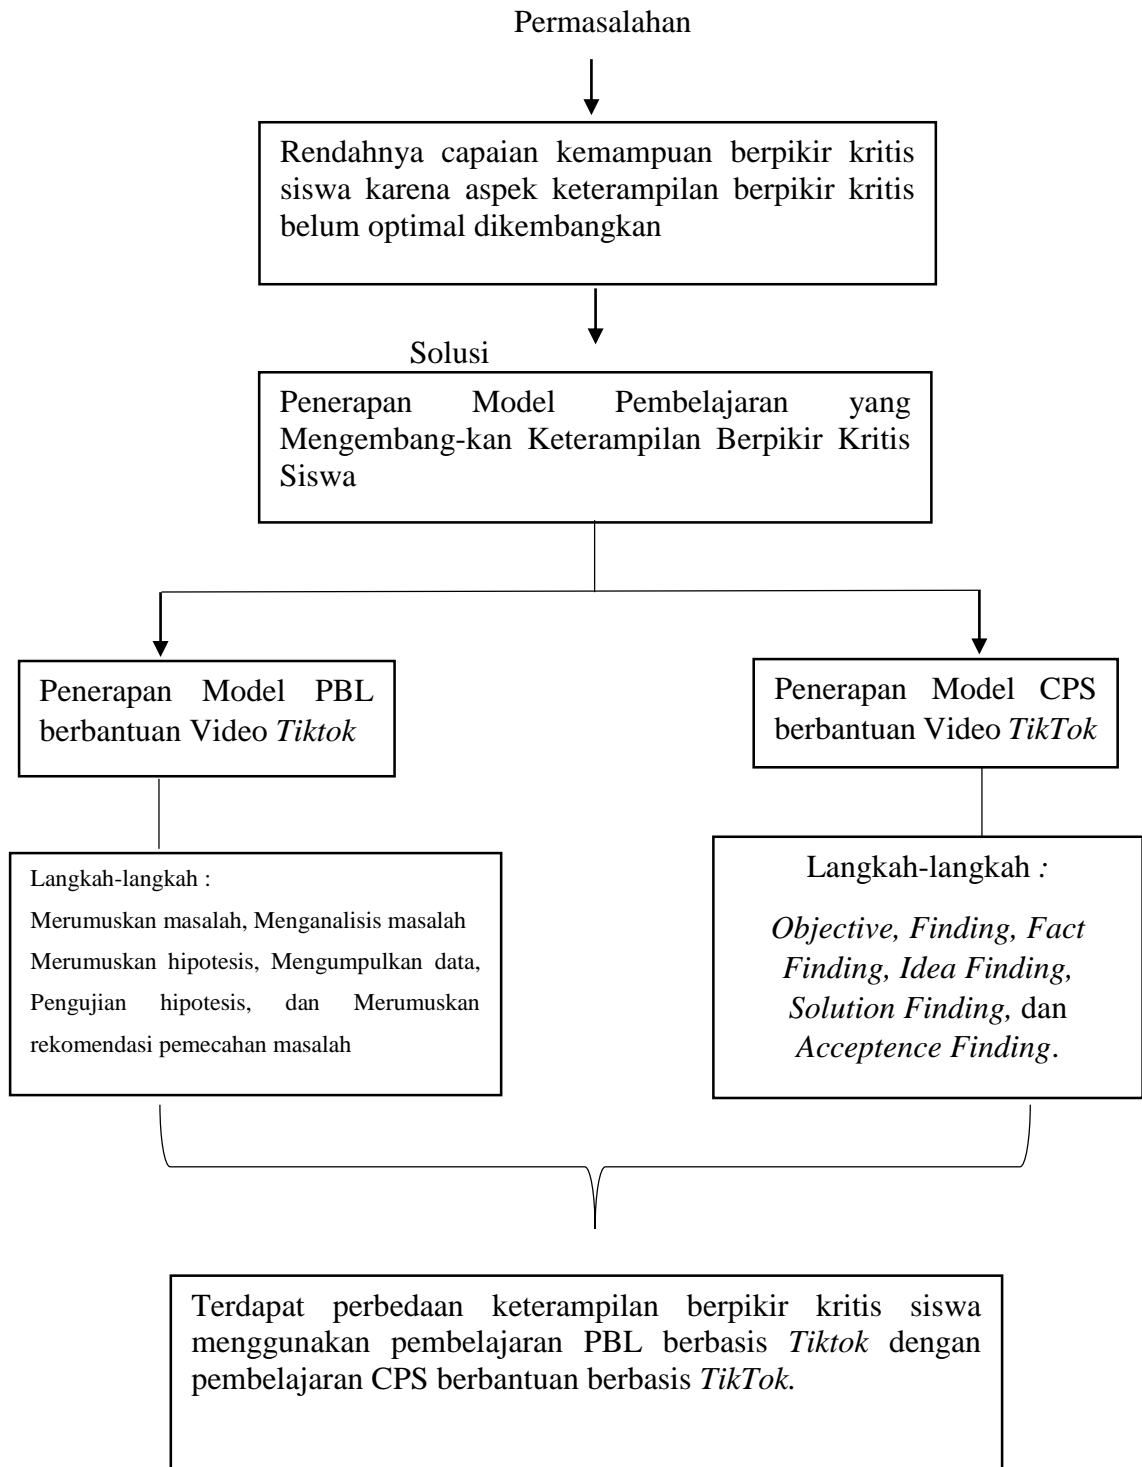 Permasalahan
Rendahnya capaian kemampuan berpikir kritis
siswa karena aspek keterampilan berpikir kritis
belum optimal dikembangkan
Solusi
Penerapan Model Pembelajaran yang
Mengembang-kan Keterampilan Berpikir Kritis
Siswa
Penerapan Model PBL
berbantuan Video Tiktok
Penerapan Model CPS
berbantuan Video TikTok
Langkah-langkah :
Merumuskan masalah, Menganalisis masalah
Merumuskan hipotesis, Mengumpulkan data,
Pengujian hipotesis, dan Merumuskan
rekomendasi pemecahan masalah
Langkah-langkah :
Objective, Finding, Fact
Finding, Idea Finding,
Solution Finding, dan
Acceptence Finding.
Terdapat perbedaan keterampilan berpikir kritis siswa
menggunakan pembelajaran PBL berbasis Tiktok dengan
pembelajaran CPS berbantuan berbasis TikTok.